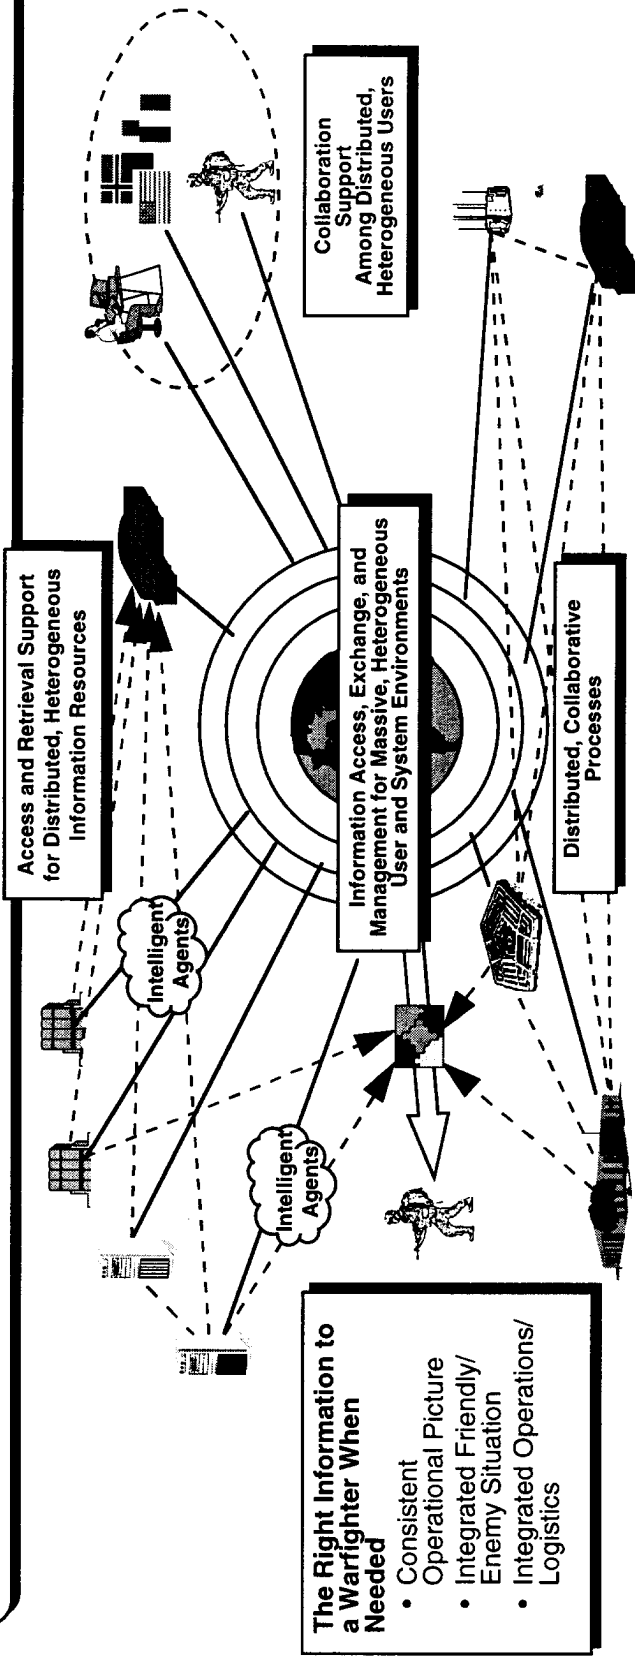 Access and Retrieval Support
for Distributed, Heterogeneous
Information Resources
Intelligent
Agents
Intelligent
Agents
Collaboration
Support
Among Distributed,
Heterogeneous Users
Information Access, Exchange, and
Management for Massive, Heterogeneous
User and System Environments
The Right Information to
a Warfighter When
Needed
• Consistent
Operational Picture
• Integrated Friendly/
Enemy Situation
• Integrated Operations/
Logistics
Distributed, Collaborative
Processes